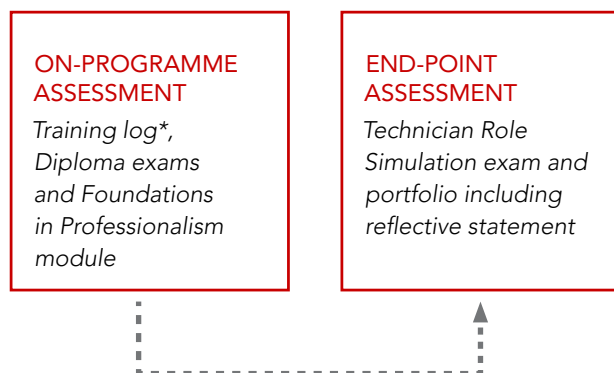 ON-PROGRAMME
ASSESSMENT
Training log*,
Diploma exams
and Foundations
in Professionalism
module
END-POINT
ASSESSMENT
Technician Role
Simulation exam and
portfolio including
reflective statement